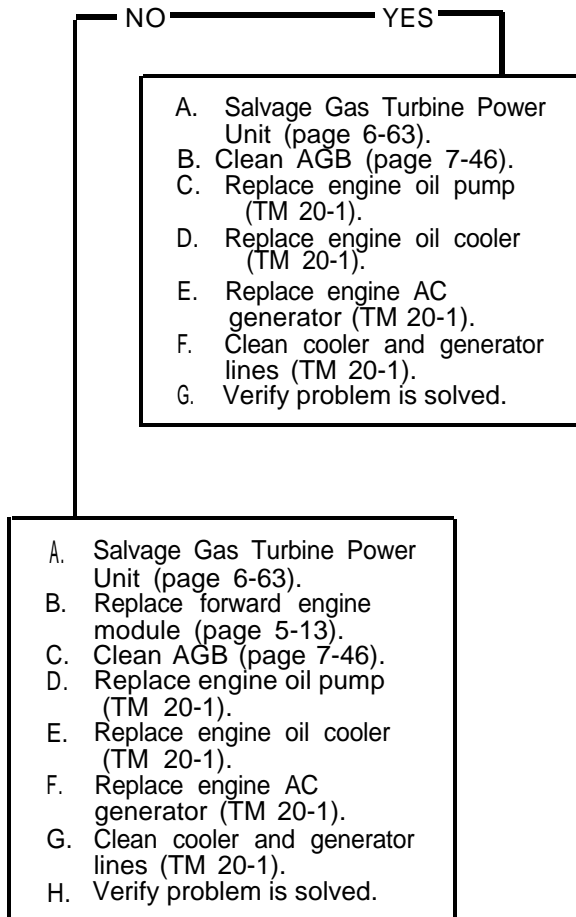 NO YES
A. Salvage Gas Turbine Power
Unit (page 6-63).
B. Clean AGB (page 7-46).
C. Replace engine oil pump
(TM 20-1).
D. Replace engine oil cooler
(TM 20-1).
E. Replace engine AC
generator (TM 20-1).
F. Clean cooler and generator
lines (TM 20-1).
G. Verify problem is solved.
A. Salvage Gas Turbine Power
Unit (page 6-63).
B. Replace forward engine
module (page 5-13).
C. Clean AGB (page 7-46).
D. Replace engine oil pump
(TM 20-1).
E. Replace engine oil cooler
(TM 20-1).
F. Replace engine AC
generator (TM 20-1).
G. Clean cooler and generator
lines (TM 20-1).
H. Verify problem is solved.